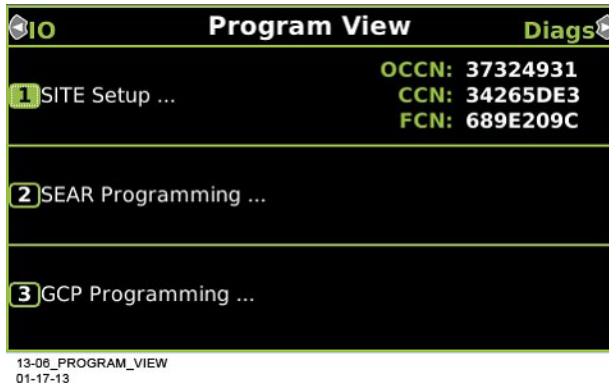 IO Program View Diags
1 SITE Setup ...
OCCN: 37324931
CCN: 34265DE3
FCN: 689E209C
2 SEAR Programming ...
3 GCP Programming ...
13-06_PROGRAM_VIEW
01-17-13